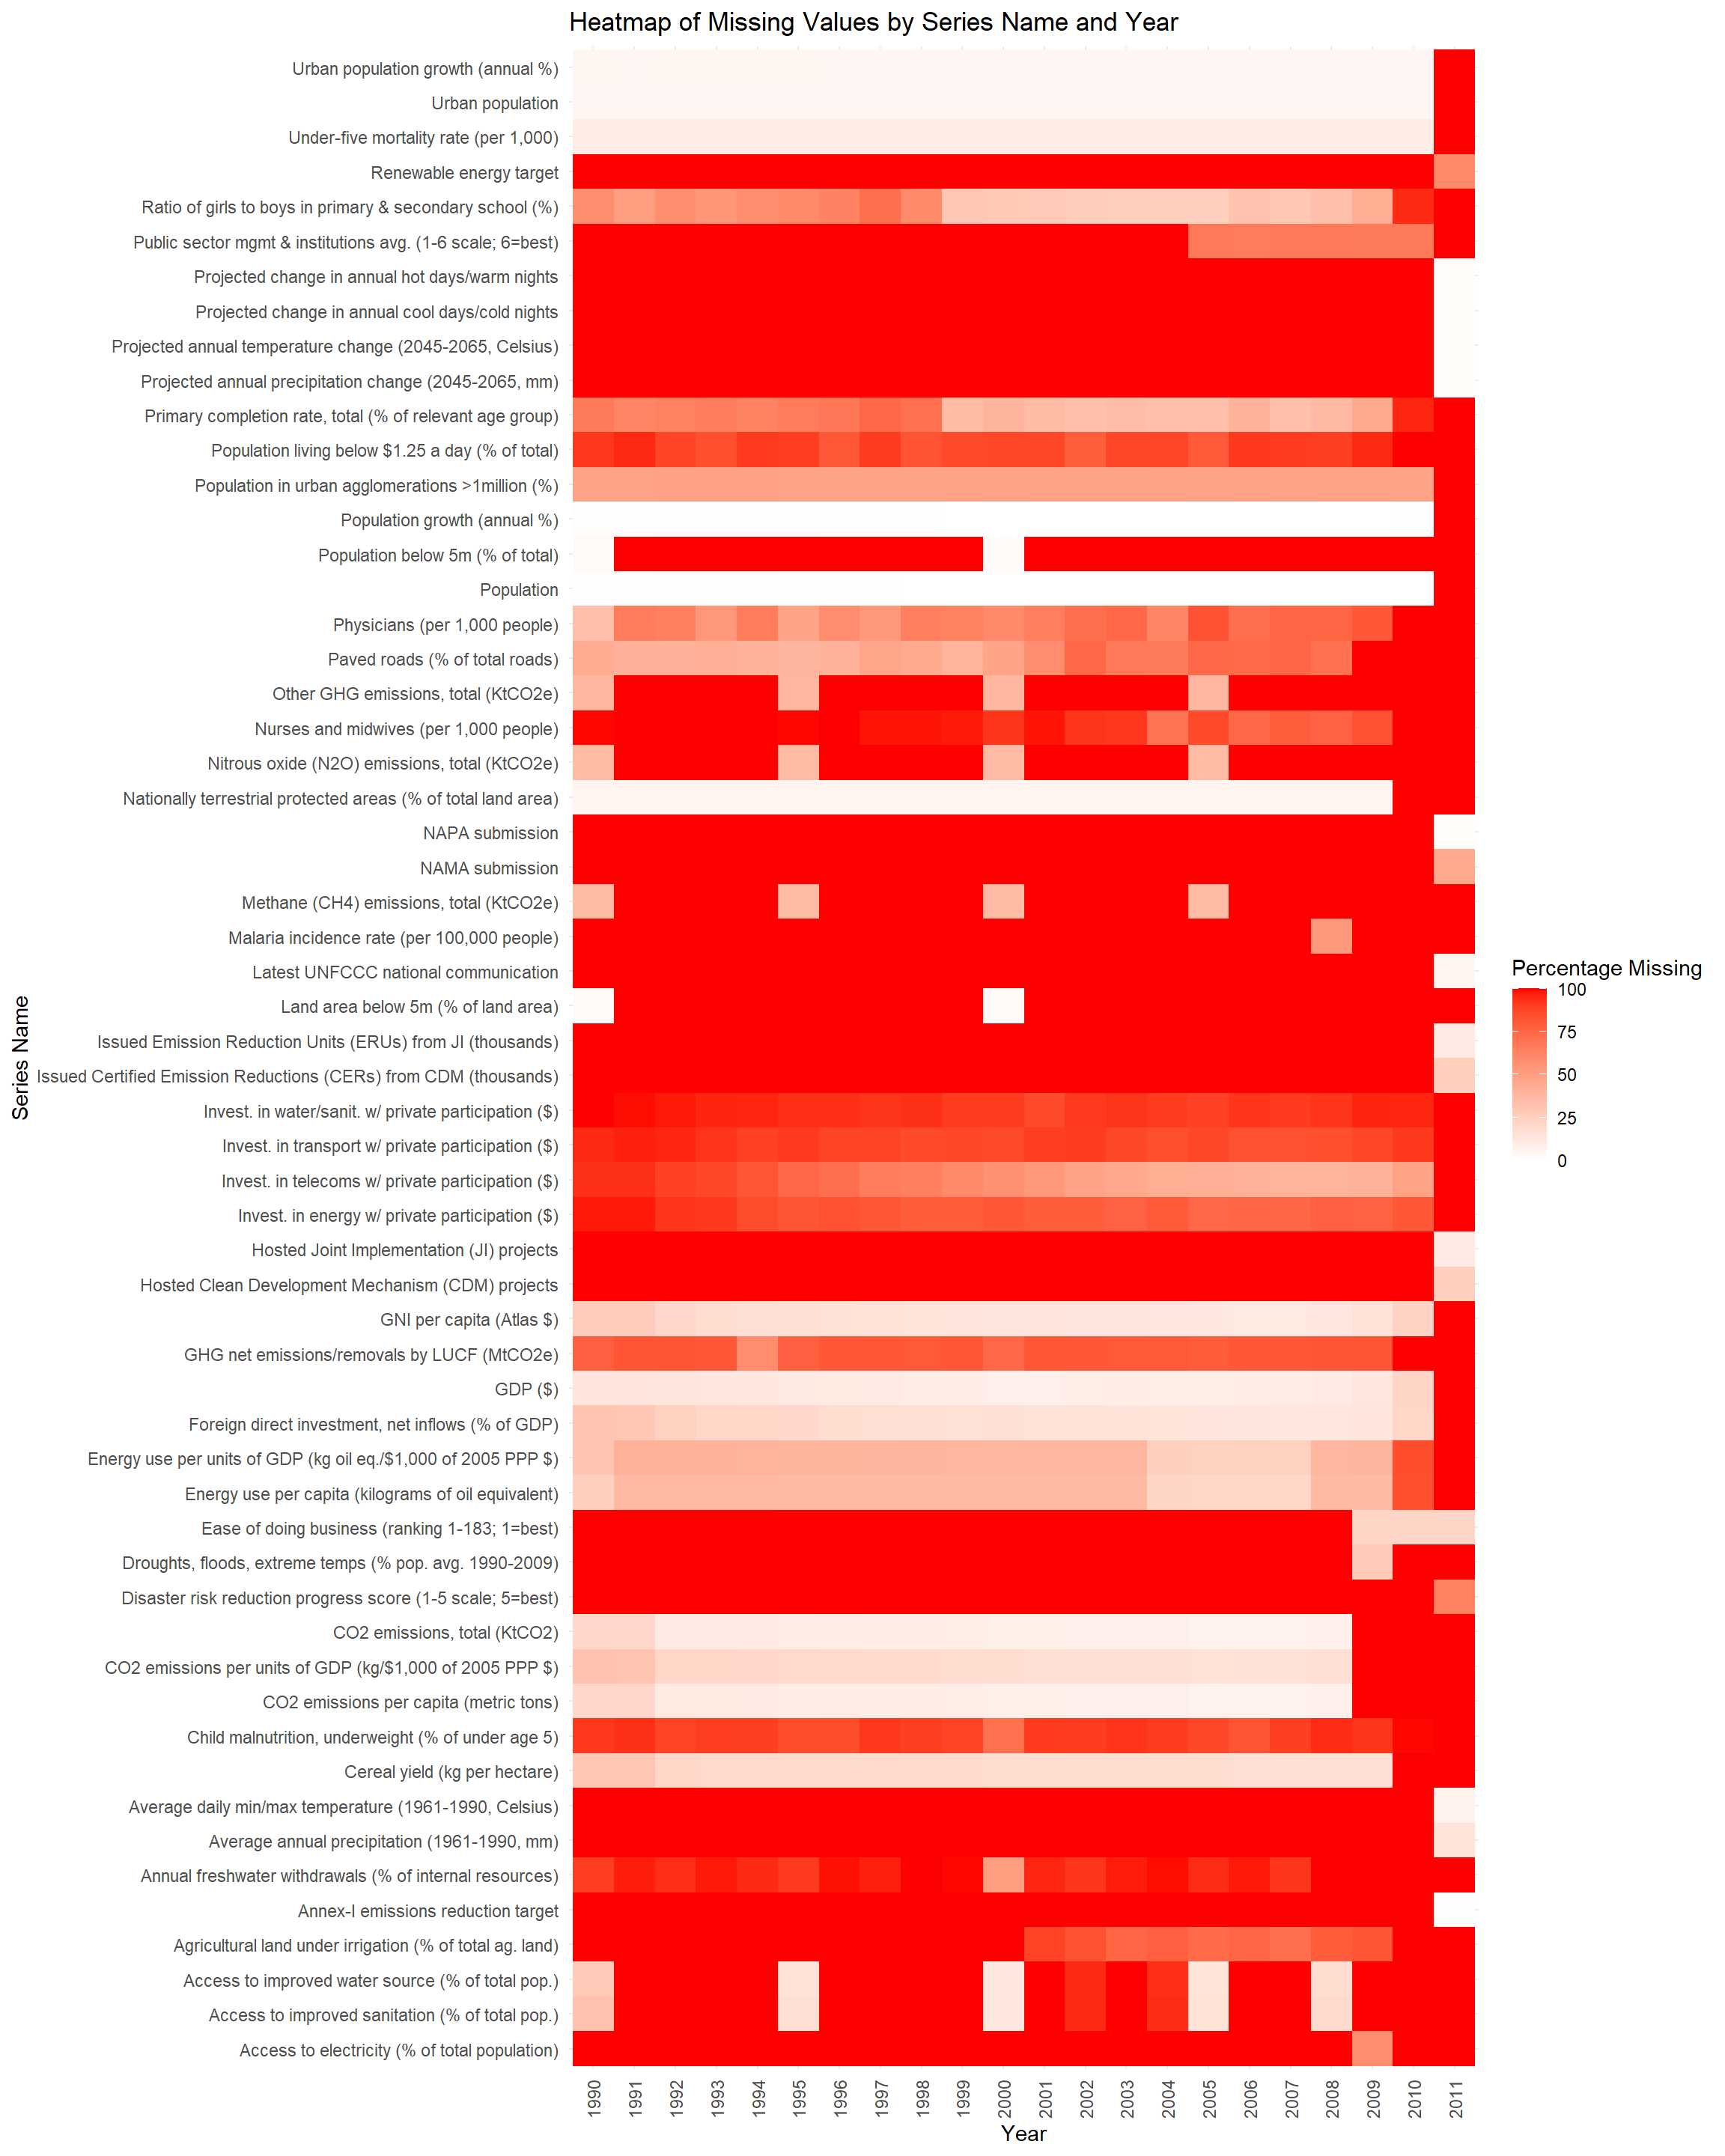 Heatmap of Missing Values by Series Name and Year
Urban population growth (annual %)
Urban population
Under-five mortality rate (per 1,000)
Renewable energy target
Ratio of girls to boys in primary & secondary school (%)
Public sector mgmt & institutions avg. (1-6 scale; 6=best)
Projected change in annual hot days/warm nights
Projected change in annual cool days/cold nights
Projected annual temperature change (2045-2065, Celsius)
Projected annual precipitation change (2045-2065, mm)
Primary completion rate, total (% of relevant age group)
Population living below $1.25 a day (% of total)
Population in urban agglomerations >1million (%)
Population growth (annual %)
Population below 5m (% of total)
Population
Physicians (per 1,000 people)
Paved roads (% of total roads)
Other GHG emissions, total (KtCO2e)
Nurses and midwives (per 1,000 people)
Nitrous oxide (N2O) emissions, total (KtCO2e)
Nationally terrestrial protected areas (% of total land area)
NAPA submission
NAMA submission
Methane (CH4) emissions, total (KtCO2e)
Malaria incidence rate (per 100,000 people)
Latest UNFCCC national communication
Land area below 5m (% of land area)
Issued Emission Reduction Units (ERUs) from JI (thousands)
Issued Certified Emission Reductions (CERs) from CDM (thousands)
Invest. in water/sanit. w/ private participation ($)
Invest. in transport w/ private participation ($)
Invest. in telecoms w/ private participation ($)
Invest. in energy w/ private participation ($)
Hosted Joint Implementation (JI) projects
Hosted Clean Development Mechanism (CDM) projects
GNI per capita (Atlas $)
GHG net emissions/removals by LUCF (MtCO2e)
GDP ($)
Foreign direct investment, net inflows (% of GDP)
Energy use per units of GDP (kg oil eq./$1,000 of 2005 PPP $)
Energy use per capita (kilograms of oil equivalent)
Ease of doing business (ranking 1-183; 1=best)
Droughts, floods, extreme temps (% pop. avg. 1990-2009)
Disaster risk reduction progress score (1-5 scale; 5=best)
CO2 emissions, total (KtCO2)
CO2 emissions per units of GDP (kg/$1,000 of 2005 PPP $)
CO2 emissions per capita (metric tons)
Child malnutrition, underweight (% of under age 5)
Cereal yield (kg per hectare)
Average daily min/max temperature (1961-1990, Celsius)
Average annual precipitation (1961-1990, mm)
Annual freshwater withdrawals (% of internal resources)
Annex-I emissions reduction target
Agricultural land under irrigation (% of total ag. land)
Access to improved water source (% of total pop.)
Access to improved sanitation (% of total pop.)
Access to electricity (% of total population)
Series Name
1990 1991 1992 1993 1994 1995 1996 1997 1998 1999 2000 2001 2002 2003 2004 2005 2006 2007 2008 2009 2010 2011
Year
Percentage Missing
100
75
50
25
0